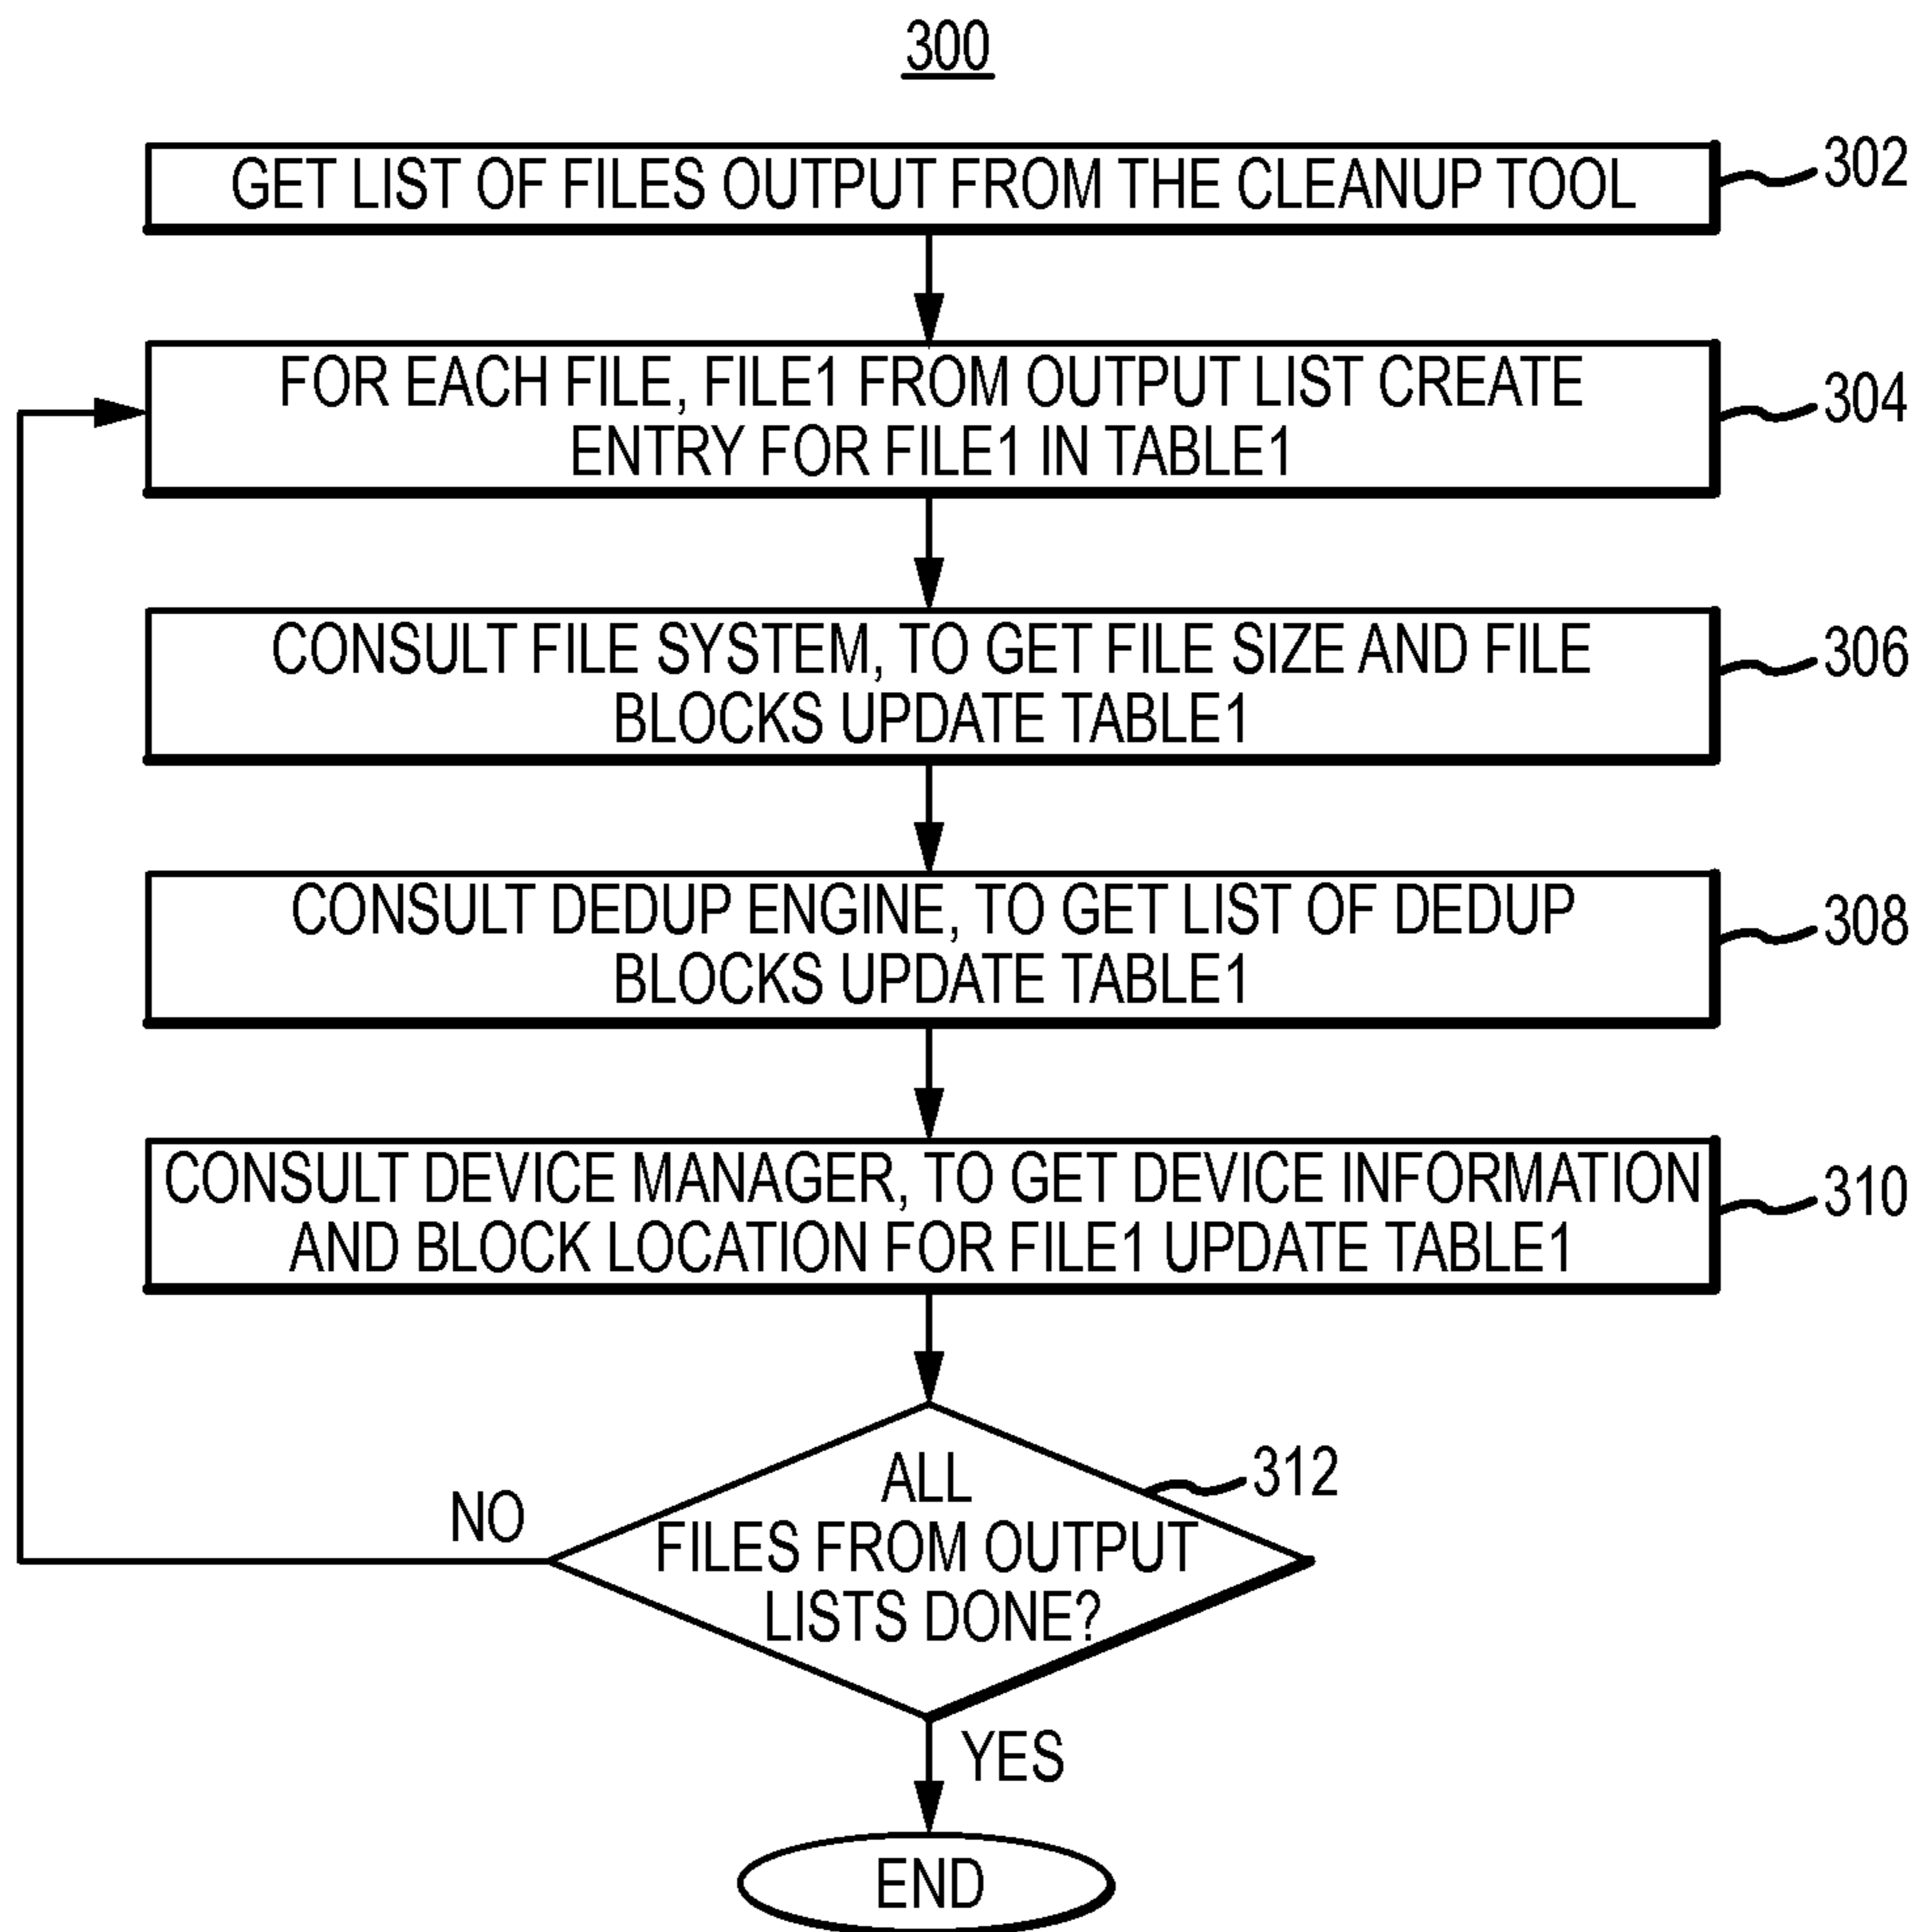 300
GET LIST OF FILES OUTPUT FROM THE CLEANUP TOOL
302
FOR EACH FILE, FILE1 FROM OUTPUT LIST CREATE
ENTRY FOR FILE1 IN TABLE1
304
CONSULT FILE SYSTEM, TO GET FILE SIZE AND FILE
BLOCKS UPDATE TABLE1
306
CONSULT DEDUP ENGINE, TO GET LIST OF DEDUP
BLOCKS UPDATE TABLE1
308
CONSULT DEVICE MANAGER, TO GET DEVICE INFORMATION
AND BLOCK LOCATION FOR FILE1 UPDATE TABLE1
310
ALL
FILES FROM OUTPUT
LISTS DONE?
312
NO
YES
END